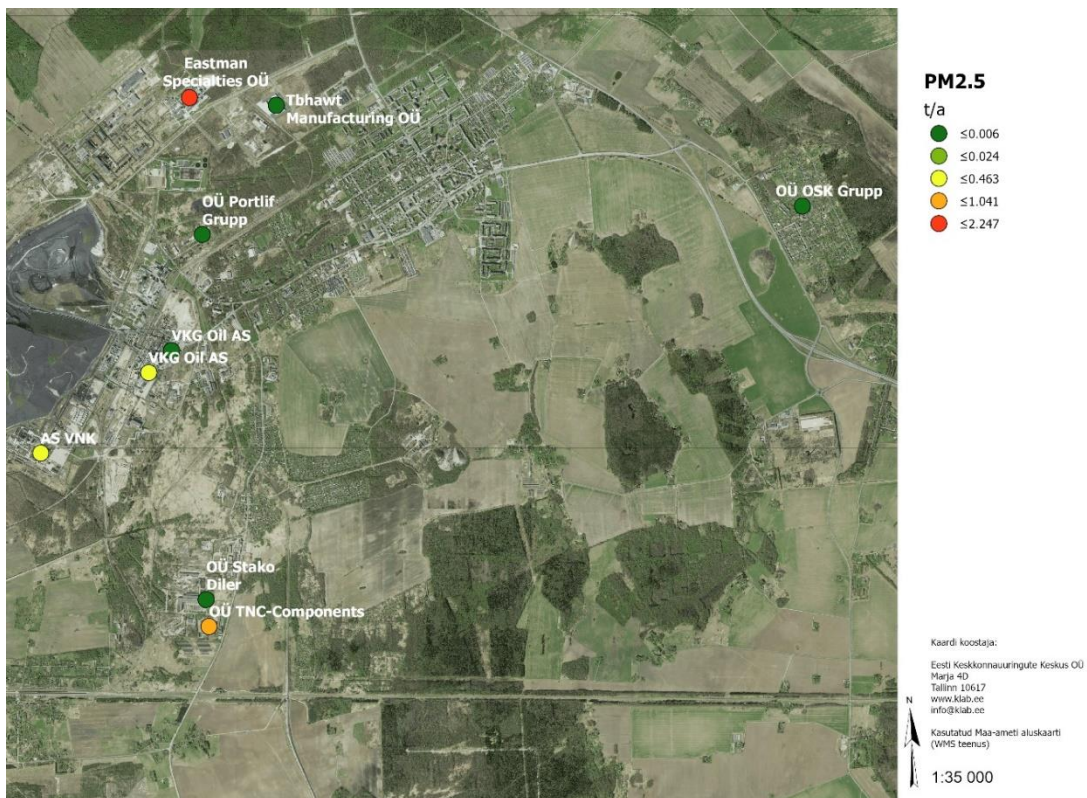 Eastman
Specialties OÜ
Tbhawt
Manufacturing OÜ
OÜ Portlif
Grupp
OÜ OSK Grupp
VKG Oil AS
VKG Oil AS
AS VNK
OÜ Stako
Diler
OÜ TNC-Components
PM2.5
t/a
≤0.006
≤0.024
≤0.463
≤1.041
≤2.247
Kaardi koostaja:
Eesti Keskkonnauuringute Keskus OÜ
Marja 4D
Tallinn 10617
www.klab.ee
info@klab.ee
Kasutatud Maa-ameti aluskaarti
(WMS teenus)
N
1:35 000